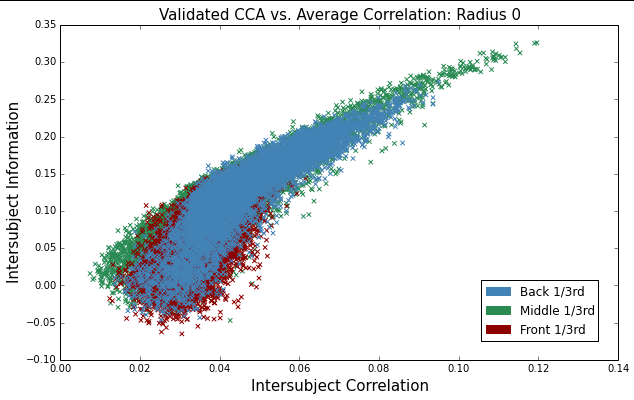 Validated CCA vs. Average Correlation: Radius 0
Intersubject Information
0.35
0.30
0.25
0.20
0.15
0.10
0.05
0.00
−0.05
−0.10
Back 1/3rd
Middle 1/3rd
Front 1/3rd
0.00 0.02 0.04 0.06 0.08 0.10 0.12 0.14
Intersubject Correlation